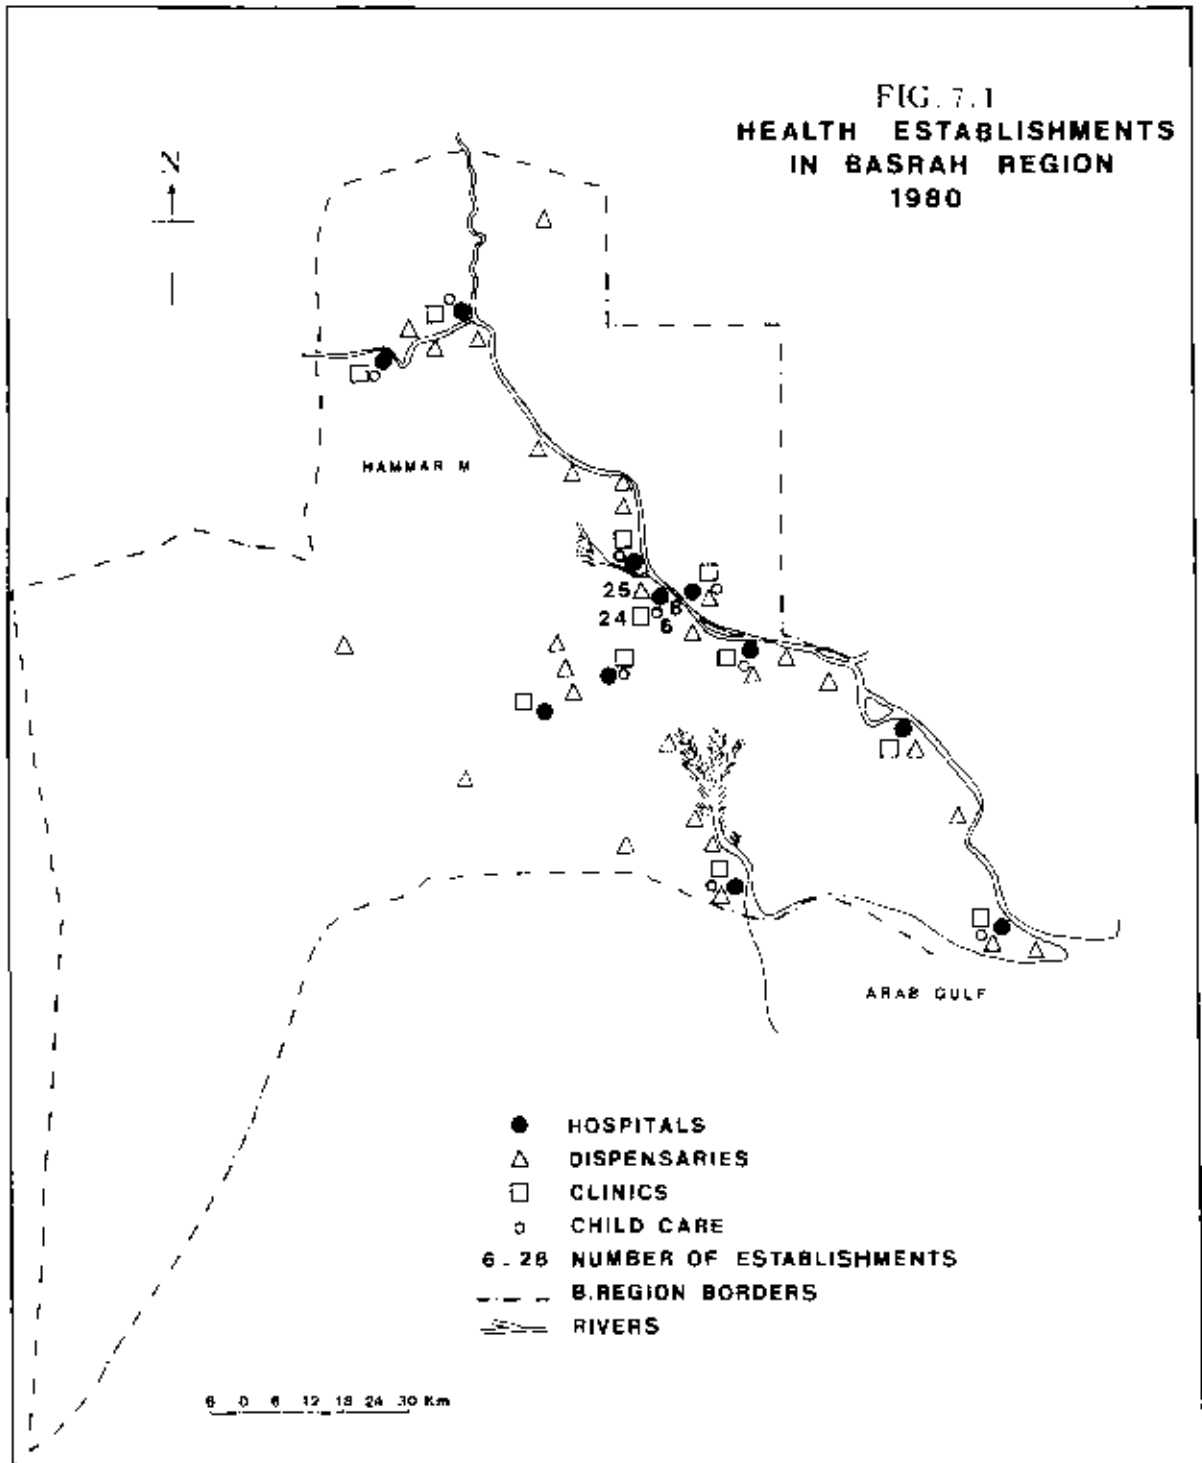 FIG. 7.1
HEALTH ESTABLISHMENTS
IN BASRAH REGION
1980
N
HAMMAR M
25
8
24
6
ARAB GULF
HOSPITALS
DISPENSARIES
CLINICS
CHILD CARE
6-28 NUMBER OF ESTABLISHMENTS
B.REGION BORDERS
RIVERS
6 0 6 12 18 24 30 Km